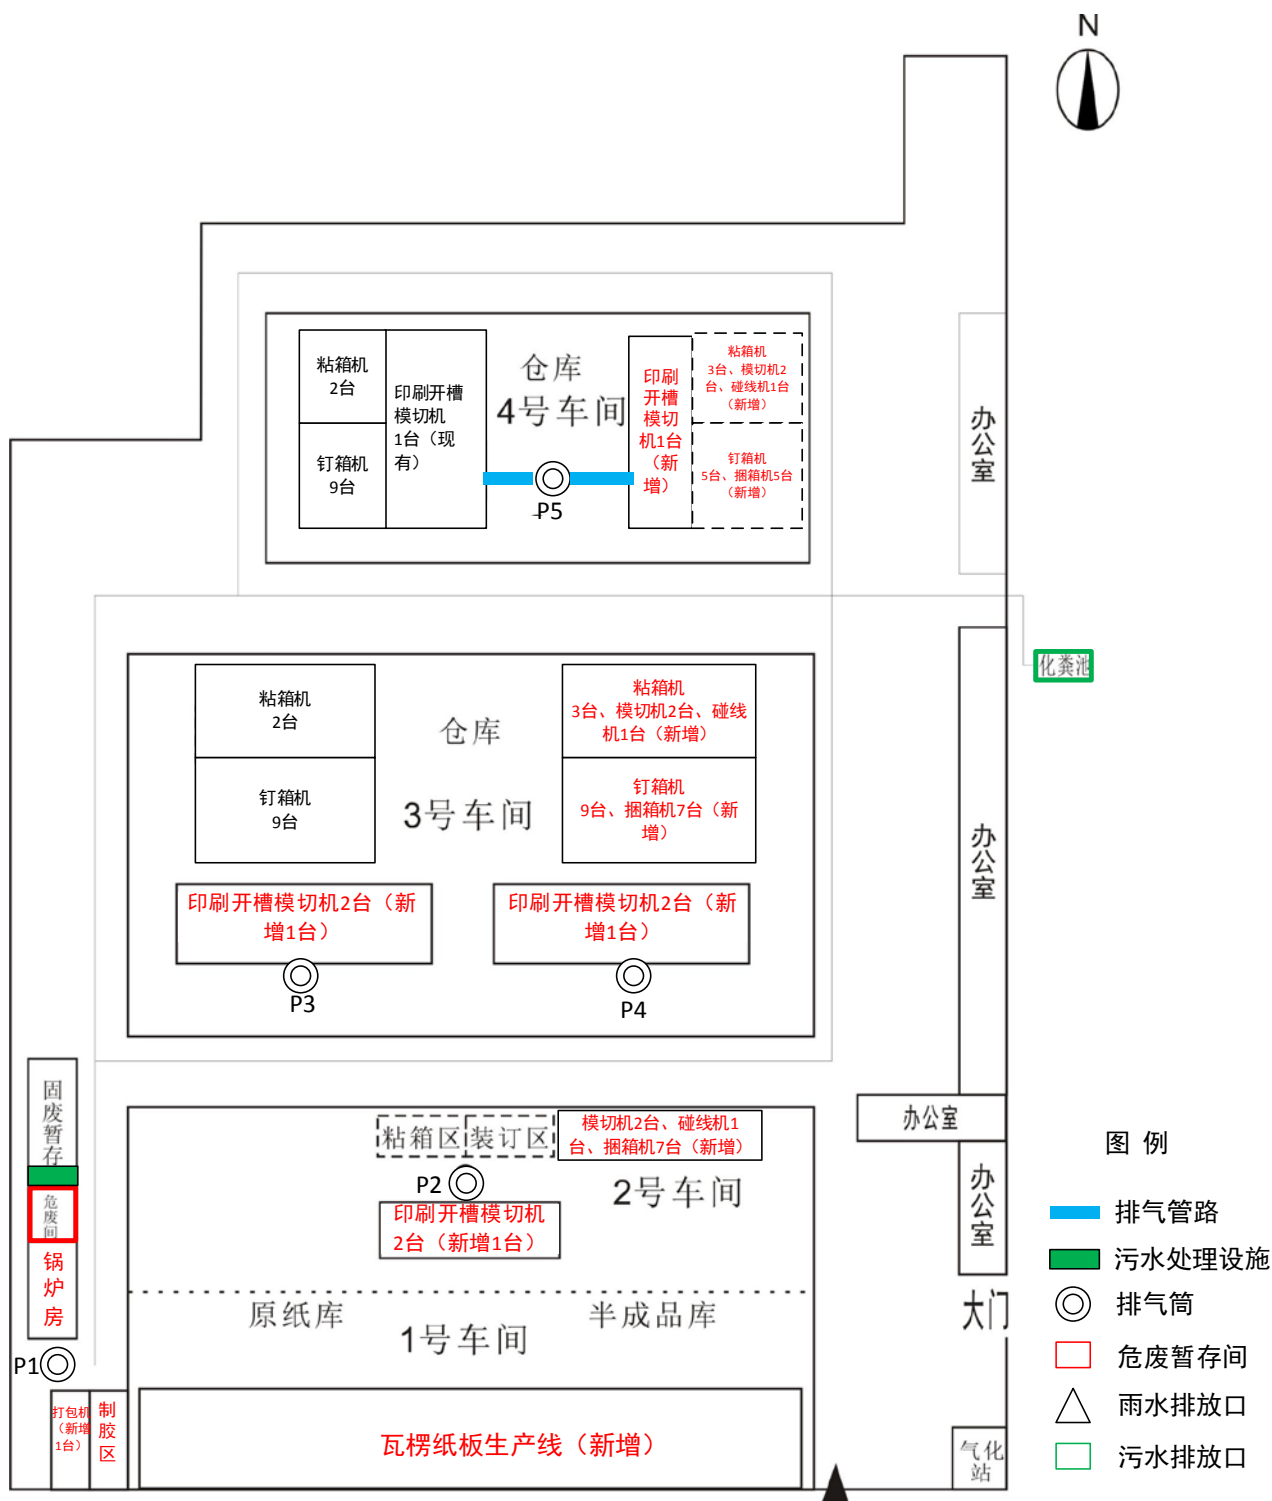 N
粘箱机
2台
印刷开槽
模切机
1台（现
有）
钉箱机
9台
仓库
4号车间
P5
印刷
开槽
模切
机1台
（新
增）
粘箱机
3台、模切机2
台、碰线机1台
（新增）
钉箱机
5台、捆箱机5台
（新增）
办公室
化粪池
粘箱机
2台
钉箱机
9台
仓库
3号车间
粘箱机
3台、模切机2台、碰线
机1台（新增）
钉箱机
9台、捆箱机7台（新
增）
印刷开槽模切机2台（新
增1台）
P3
印刷开槽模切机2台（新
增1台）
P4
办公室
固废暂存
危废间
锅炉房
P1
粘箱区
装订区
模切机2台、碰线机1
台、捆箱机7台（新增）
P2
2号车间
印刷开槽模切机
2台（新增1台）
原纸库
半成品库
1号车间
打包机
（新增
1台）
制胶区
瓦楞纸板生产线（新增）
办公室
办公室
大门
气化
站
图 例
排气管路
污水处理设施
排气筒
危废暂存间
雨水排放口
污水排放口